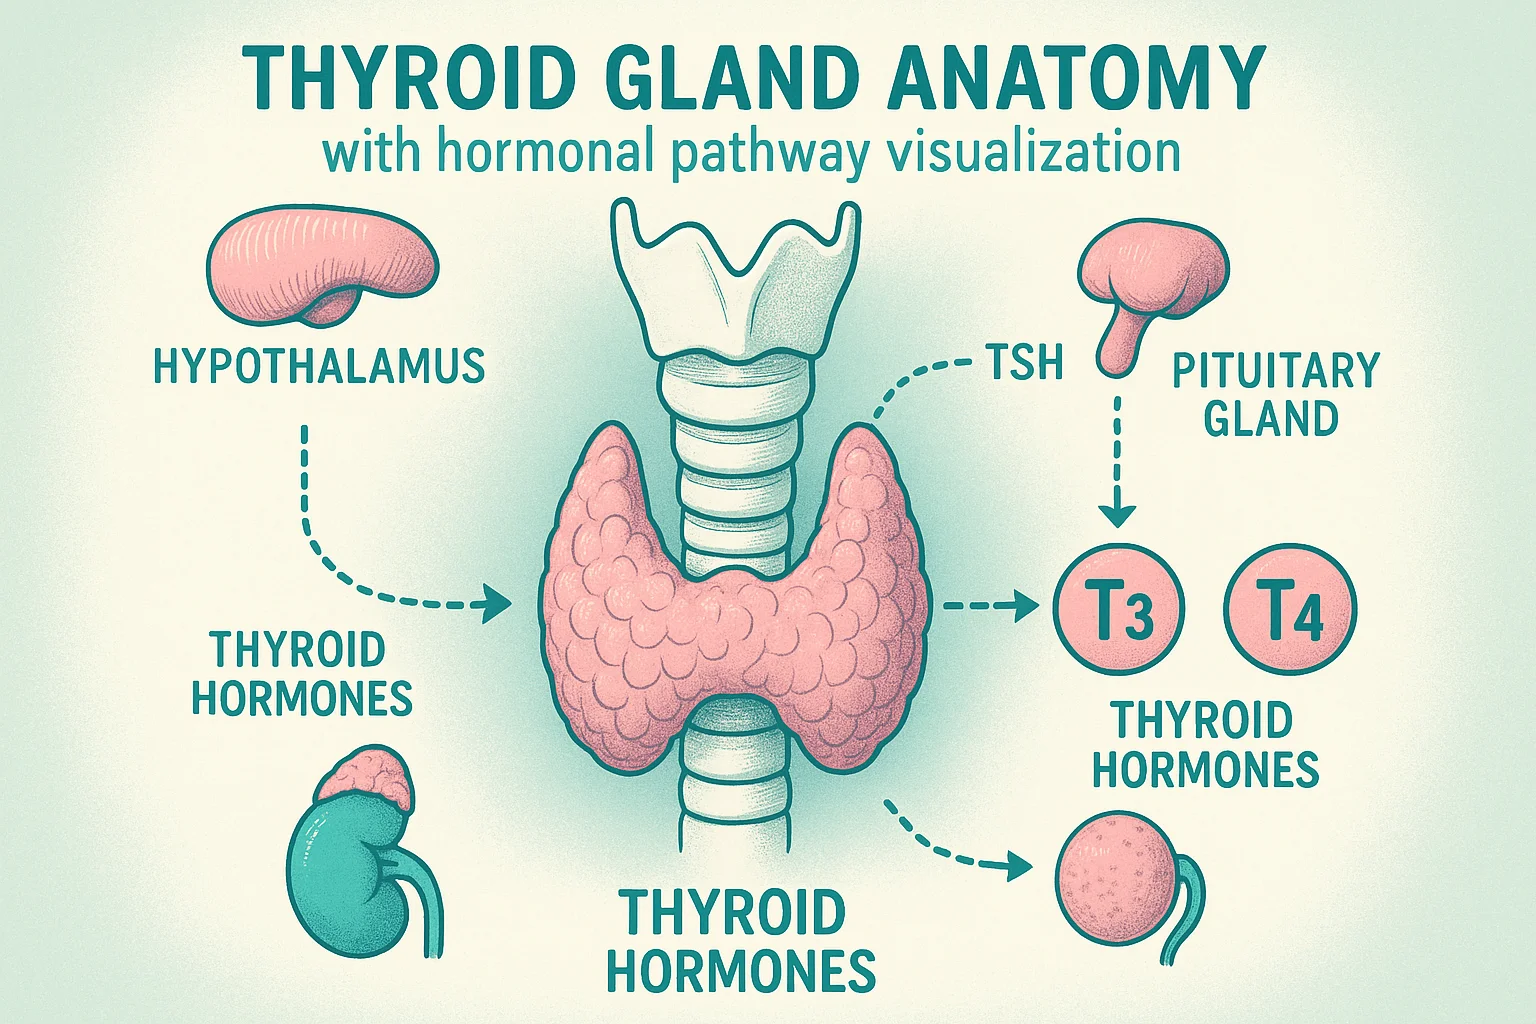 THYROID GLAND ANATOMY
with hormonal pathway visualization
HYPOTHALAMUS
TSH
PITUITARY
GLAND
T3
T4
THYROID
HORMONES
THYROID
HORMONES
THYROID
HORMONES